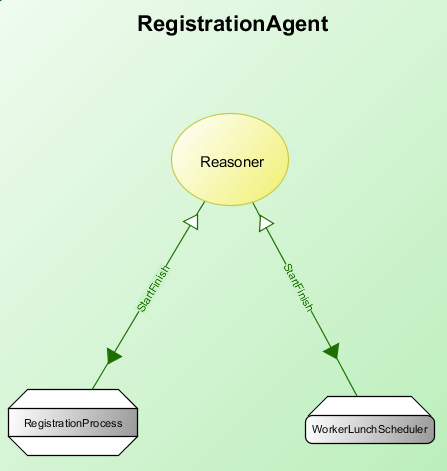 RegistrationAgent
Reasoner
StartFinish
StartFinish
RegistrationProcess
WorkerLunchScheduler